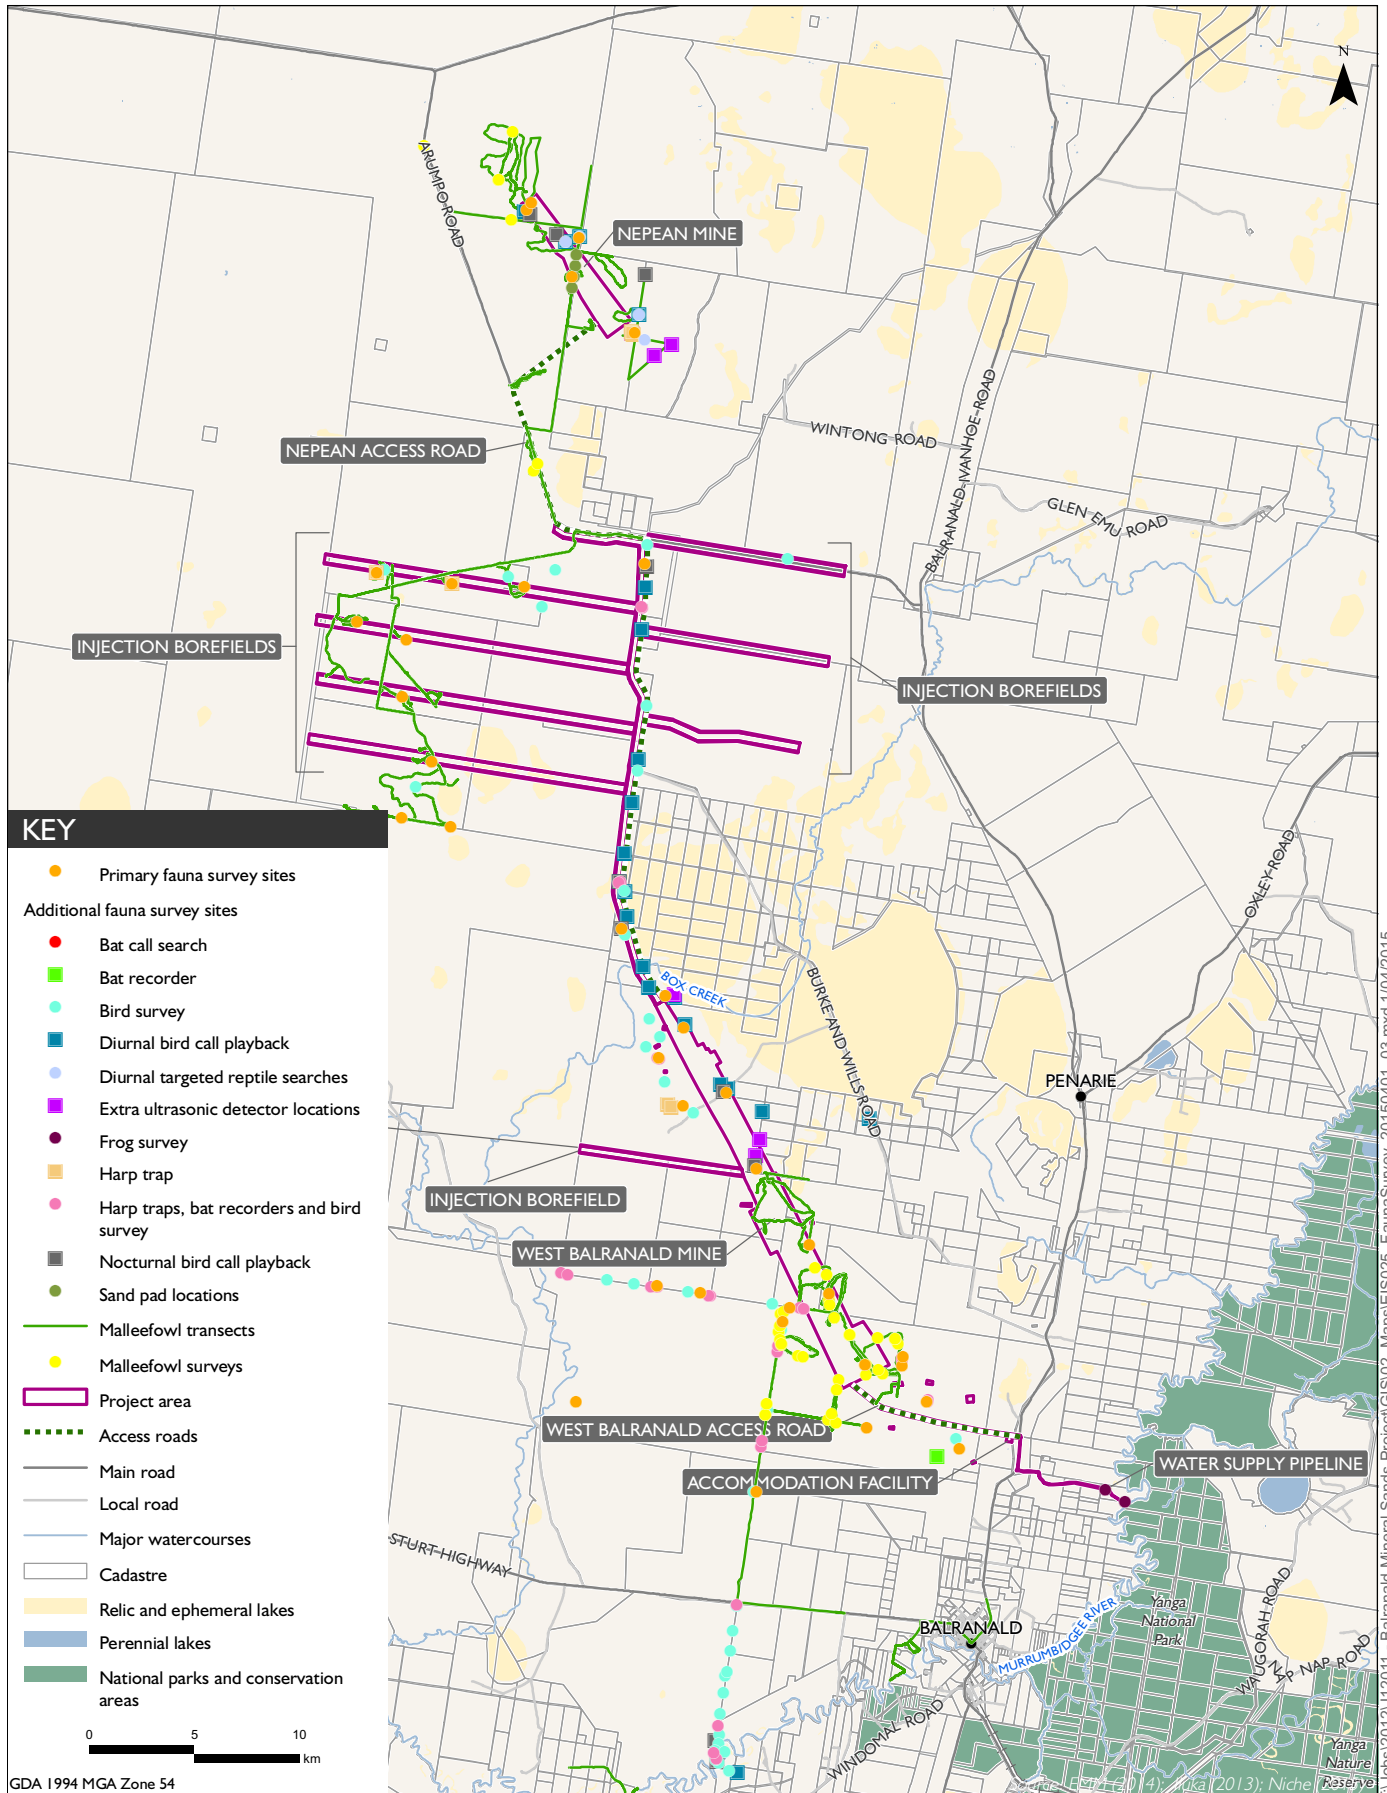 N
ARUMPO ROAD
NEPEAN MINE
WINTONG ROAD
BALRANALD-IVANHOE-ROAD
NEPEAN ACCESS ROAD
GLEN EMU ROAD
INJECTION BOREFIELDS
INJECTION BOREFIELDS
OXLEY-ROAD
BOX CREEK
BURKE AND WILLS ROAD
PENARIE
INJECTION BOREFIELD
WEST BALRANALD MINE
WEST BALRANALD ACCESS ROAD
WATER SUPPLY PIPELINE
ACCOMMODATION FACILITY
STURT-HIGHWAY
Yanga
National
Park
BALRANALD
MURRUMBIDGEE RIVER
WAUGORAH ROAD
NAP NAP ROAD
WINDOMAL ROAD
Yanga
Nature
Reserve
KEY
Primary fauna survey sites
Additional fauna survey sites
Bat call search
Bat recorder
Bird survey
Diurnal bird call playback
Diurnal targeted reptile searches
Extra ultrasonic detector locations
Frog survey
Harp trap
Harp traps, bat recorders and bird
survey
Nocturnal bird call playback
Sand pad locations
Malleefowl transects
Malleefowl surveys
Project area
Access roads
Main road
Local road
Major watercourses
Cadastre
Relic and ephemeral lakes
Perennial lakes
National parks and conservation
areas
0 5 10
km
GDA 1994 MGA Zone 54
Source: EMM (2014); Iluka (2013); Niche